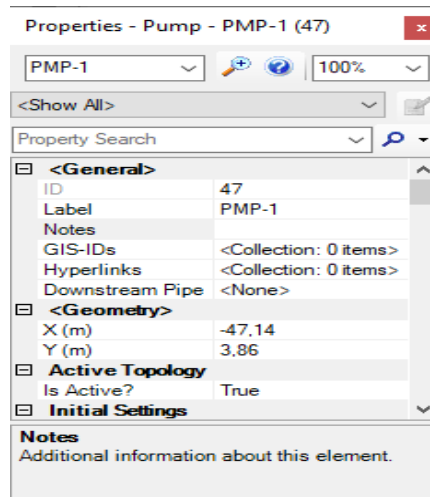 Properties - Pump - PMP-1 (47)
x
PMP-1
100%
<Show All>
Property Search
<General>
ID 47
Label PMP-1
Notes
GIS-IDs <Collection: 0 items>
Hyperlinks <Collection: 0 items>
Downstream Pipe <None>
<Geometry>
X (m) -47,14
Y (m) 3,86
Active Topology
Is Active? True
Initial Settings
Notes
Additional information about this element.